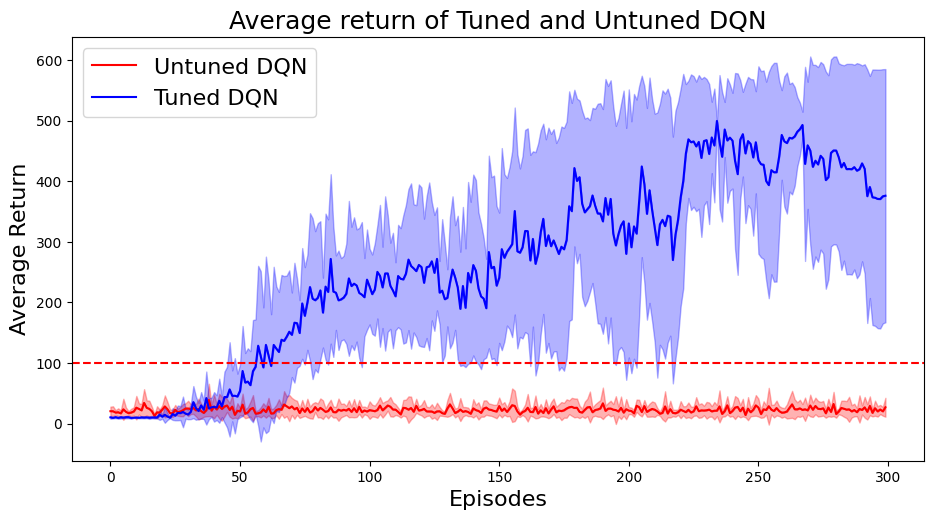 Average return of Tuned and Untuned DQN
Untuned DQN
Tuned DQN
Average Return
600
500
400
300
200
100
0
0 50 100 150 200 250 300
Episodes